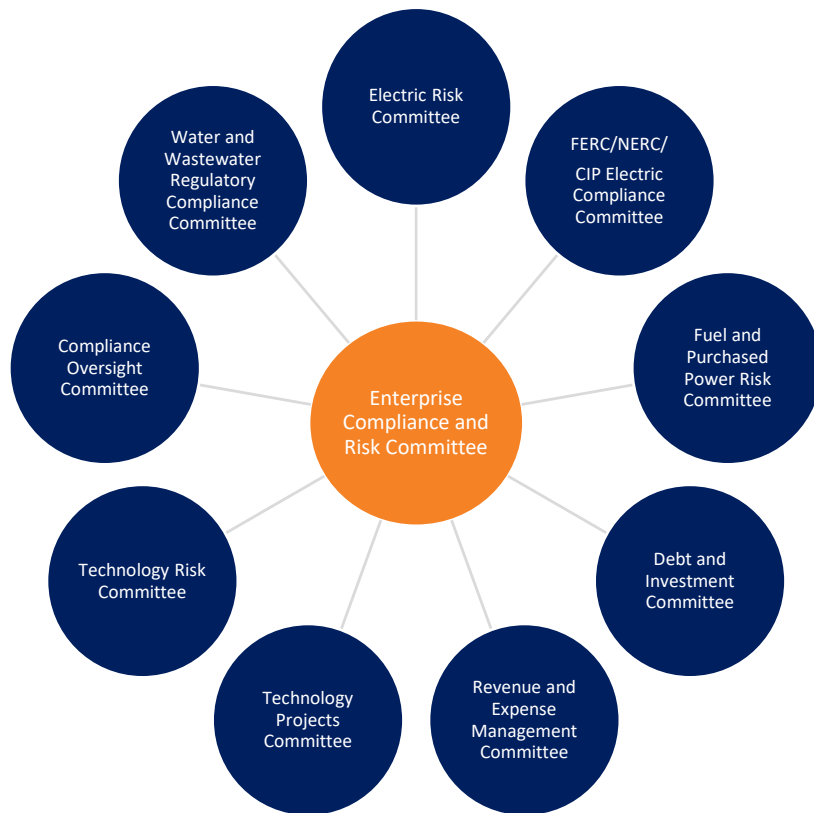 Electric Risk
Committee
FERC/NERC/
CIP Electric
Compliance
Committee
Fuel and
Purchased
Power Risk
Committee
Debt and
Investment
Committee
Revenue and
Expense
Management
Committee
Technology
Projects
Committee
Technology Risk
Committee
Compliance
Oversight
Committee
Water and
Wastewater
Regulatory
Compliance
Committee
Enterprise
Compliance and
Risk Committee